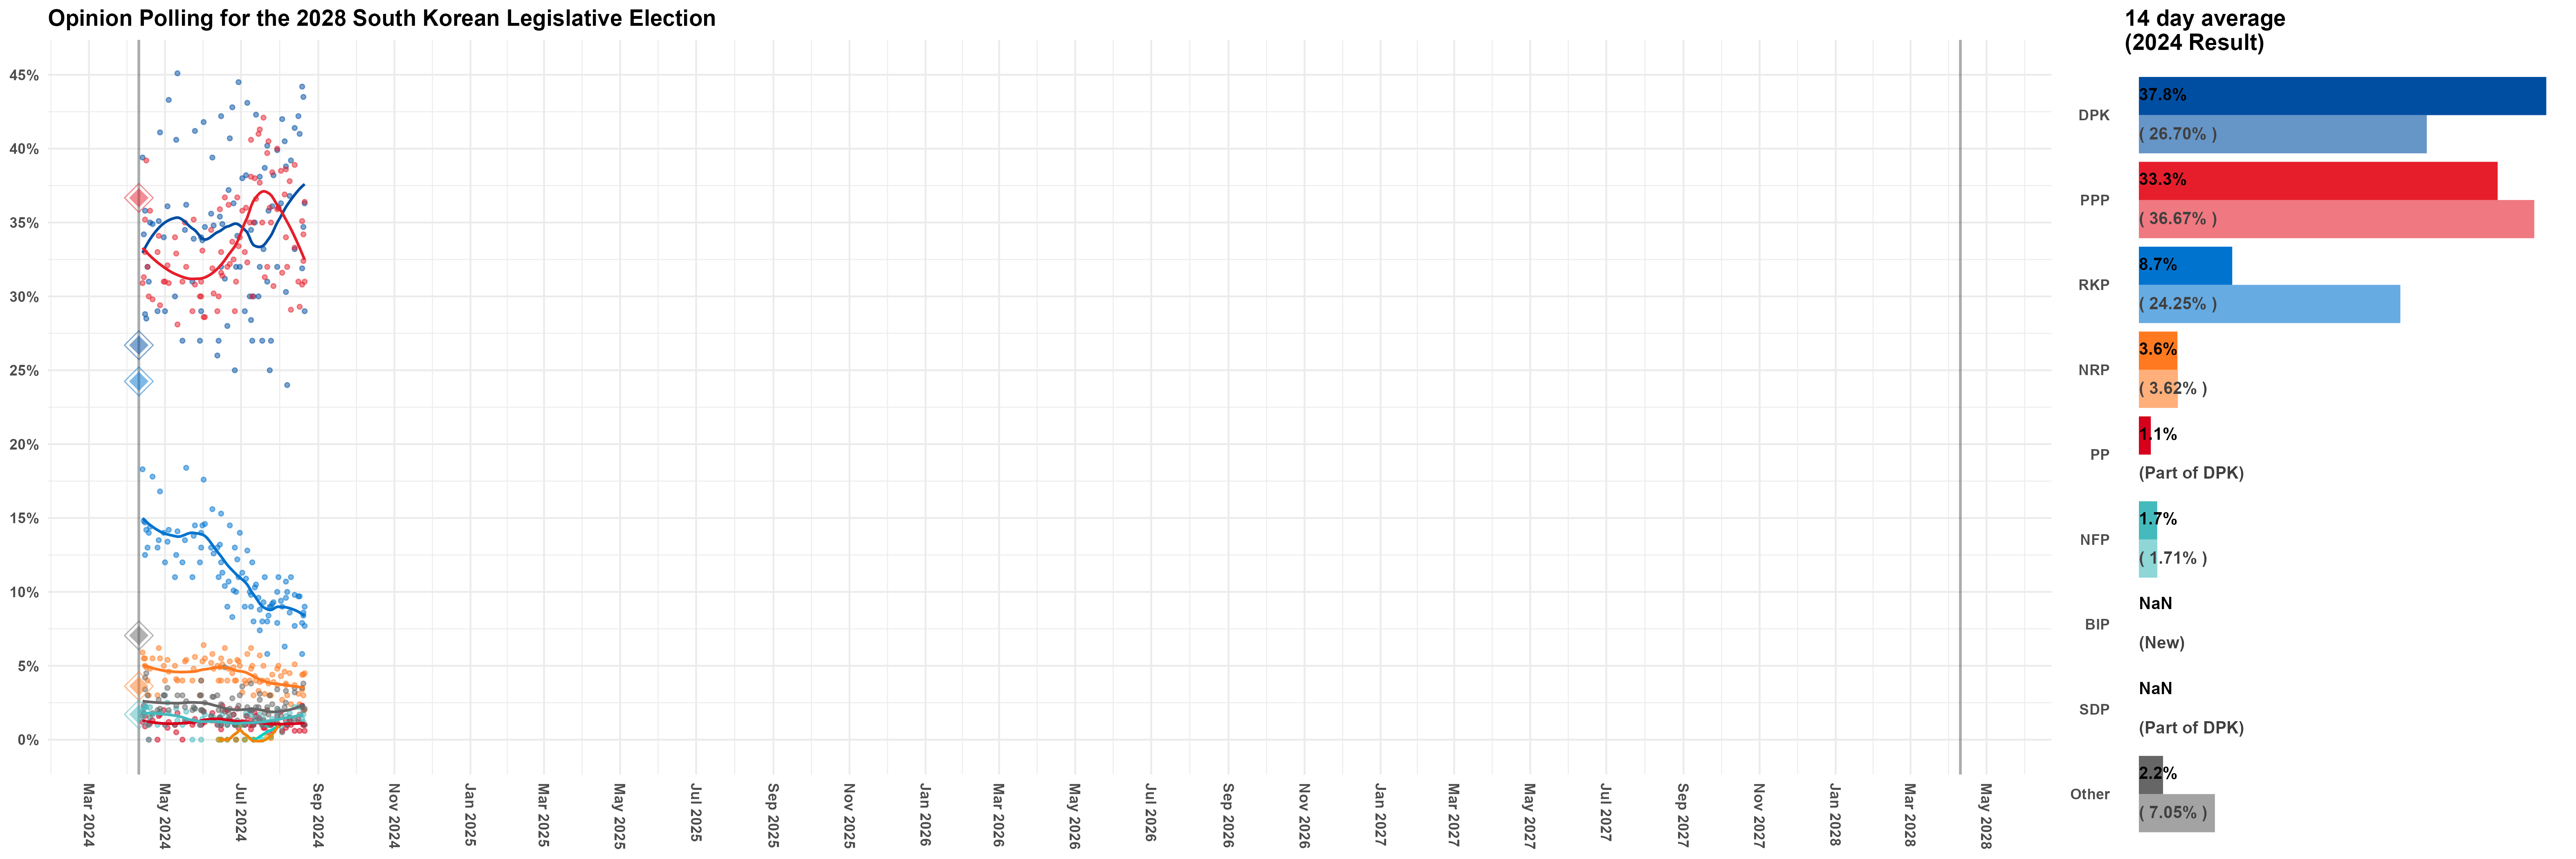 Opinion Polling for the 2028 South Korean Legislative Election
45%
40%
35%
30%
25%
20%
15%
10%
5%
0%
Mar 2024
May 2024
Jul 2024
Sep 2024
Nov 2024
Jan 2025
Mar 2025
May 2025
Jul 2025
Sep 2025
Nov 2025
Jan 2026
Mar 2026
May 2026
Jul 2026
Sep 2026
Nov 2026
Jan 2027
Mar 2027
May 2027
Jul 2027
Sep 2027
Nov 2027
Jan 2028
Mar 2028
May 2028
14 day average
(2024 Result)
DPK
37.8%
( 26.70% )
PPP
33.3%
( 36.67% )
RKP
8.7%
( 24.25% )
NRP
3.6%
( 3.62% )
PP
1.1%
(Part of DPK)
NFP
1.7%
( 1.71% )
BIP
NaN
(New)
SDP
NaN
(Part of DPK)
Other
2.2%
( 7.05% )